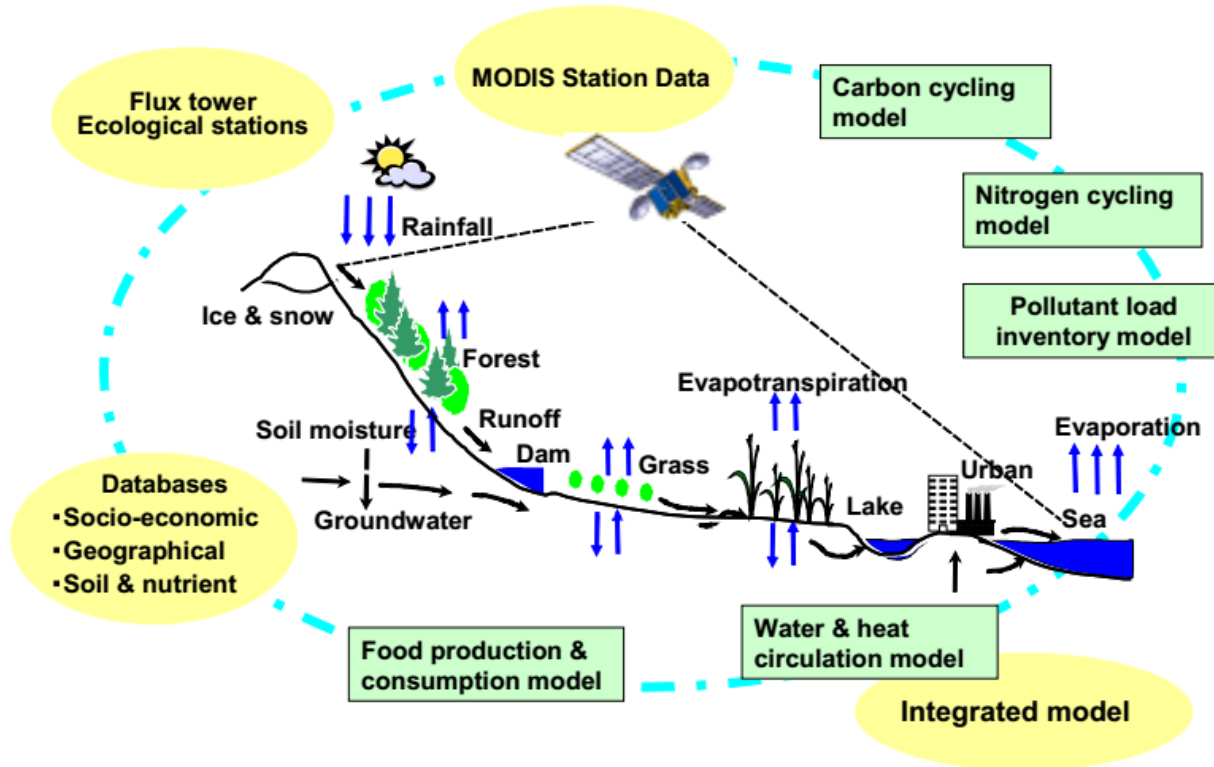 MODIS Station Data
Flux tower
Ecological stations
Carbon cycling
model
Nitrogen cycling
model
Rainfall
Pollutant load
inventory model
Ice & snow
Forest
Evapotranspiration
Runoff
Evaporation
Soil moisture
Dam
Grass
Urban
Databases
▪Socio-economic
▪Geographical
▪Soil & nutrient
Groundwater
Lake
Sea
Food production &
consumption model
Water & heat
circulation model
Integrated model